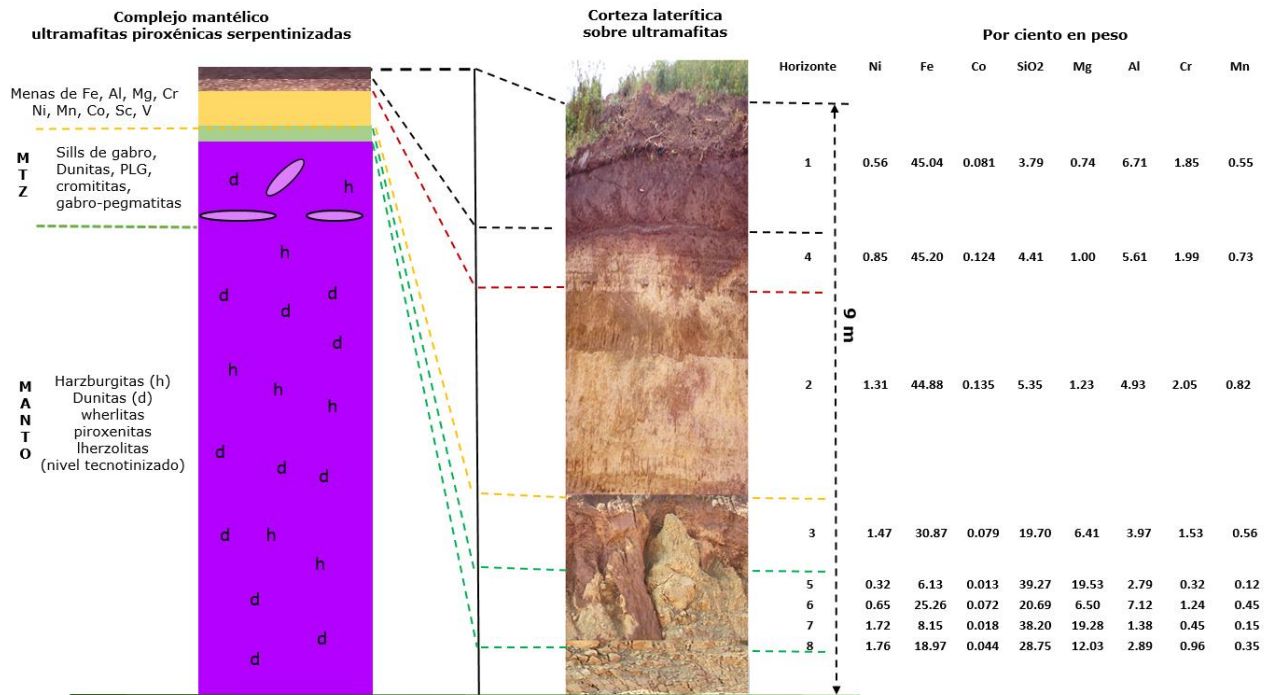 Complejo mantélico
ultramafitas piroxénicas serpentinizadas
Corteza laterítica
sobre ultramafitas
Por ciento en peso
Horizonte Ni Fe Co SiO2 Mg Al Cr Mn
Menas de Fe, Al, Mg, Cr
Ni, Mn, Co, Sc, V
MTZ
Sills de gabro,
Dunitas, PLG,
cromititas,
gabro-pegmatitas
MANTO
Harzburgitas (h)
Dunitas (d)
wherlitas
piroxenitas
lherzolitas
(nivel tecnotinizado)
d
h
h
d
d
d
d
h
h
h
d
d
d
d
h
h
d
d
d
9 m
1 0.56 45.04 0.081 3.79 0.74 6.71 1.85 0.55
4 0.85 45.20 0.124 4.41 1.00 5.61 1.99 0.73
2 1.31 44.88 0.135 5.35 1.23 4.93 2.05 0.82
3 1.47 30.87 0.079 19.70 6.41 3.97 1.53 0.56
5 0.32 6.13 0.013 39.27 19.53 2.79 0.32 0.12
6 0.65 25.26 0.072 20.69 6.50 7.12 1.24 0.45
7 1.72 8.15 0.018 38.20 19.28 1.38 0.45 0.15
8 1.76 18.97 0.044 28.75 12.03 2.89 0.96 0.35